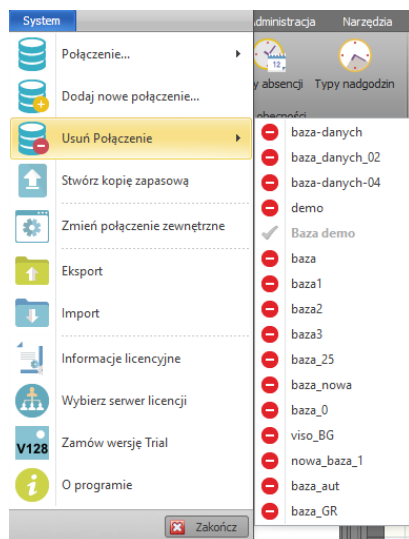 System
Administracja Narzędzia
Połączenie...
12
y absencji Typy nadgodzin
Dodaj nowe połączenie...
obecności
Usuń Połączenie
baza-danych
baza_danych_02
Stwórz kopię zapasową
baza-danych-04
demo
Zmień połączenie zewnętrzne
Baza demo
baza
Eksport
baza1
Import
baza2
baza3
Informacje licencyjne
baza_25
baza_nowa
Wybierz serwer licencji
baza_0
V128
Zamów wersję Trial
viso_BG
nowa_baza_1
O programie
baza_aut
baza_GR
Zakończ